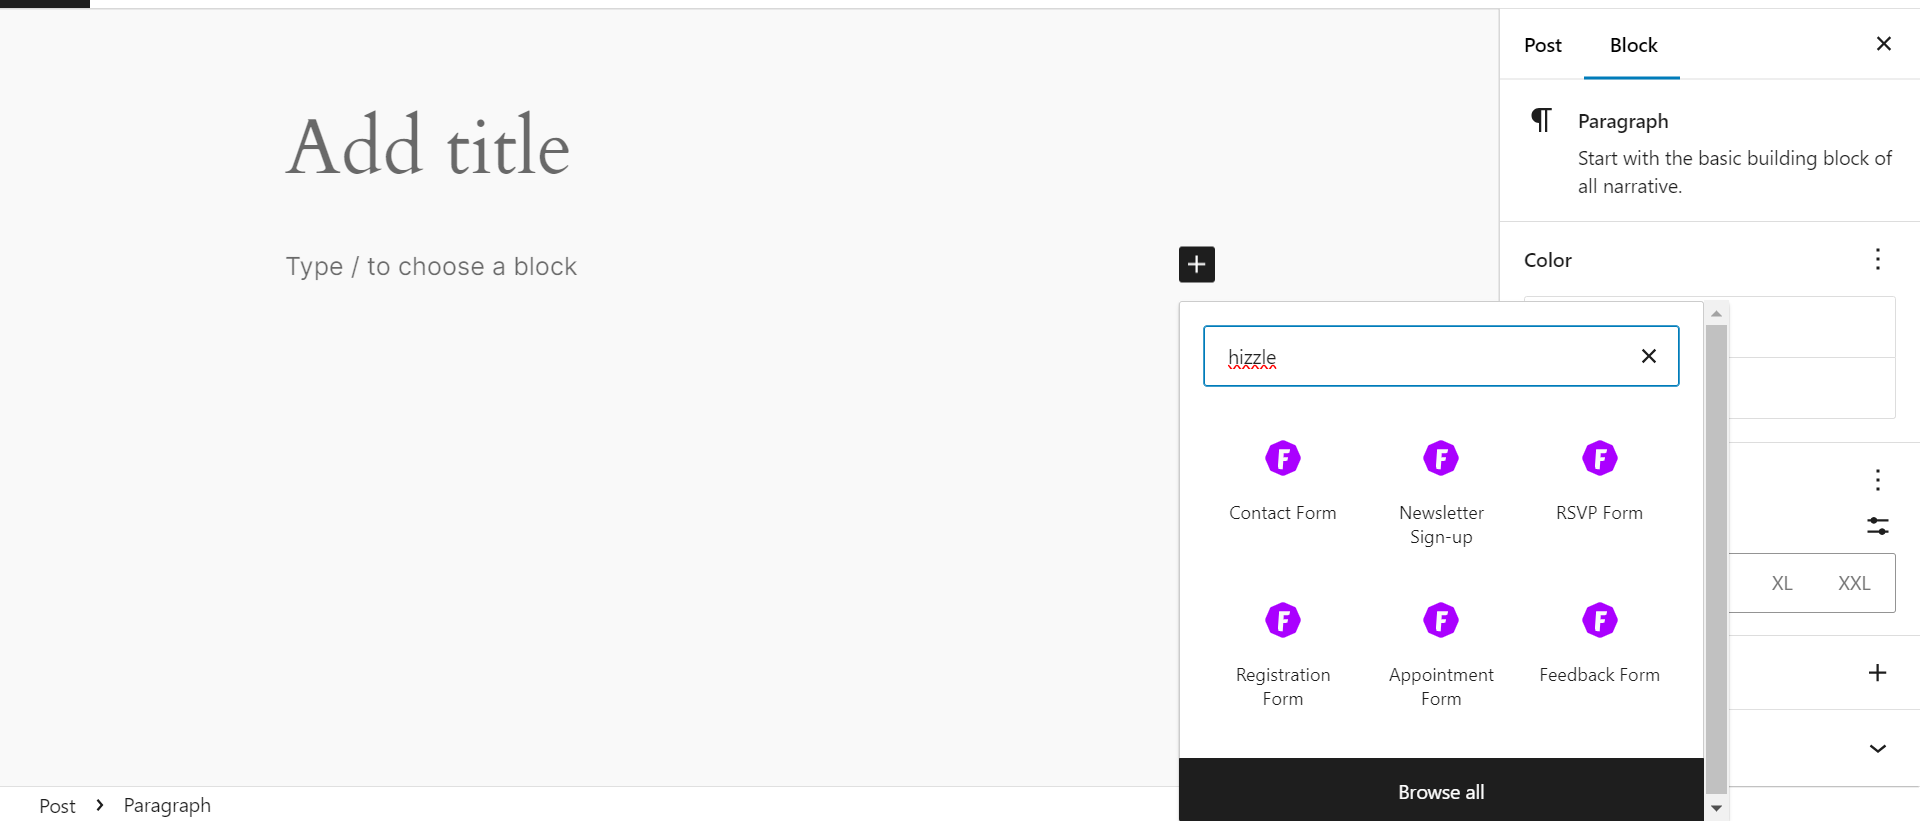 Post Block
Paragraph
Start with the basic building block of
all narrative.
Color
Add title
Type / to choose a block
hizzle
F F F
Contact Form Newsletter RSVP Form
Sign-up
F F F
Registration Appointment Feedback Form
Form Form
XL XXL
Browse all
Post Paragraph